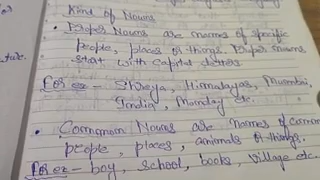 Kind of Nouns
• Proper Nouns are names of specific
people, places or things. Proper nouns
start with capital letters
For ex - Shreya, Himalayas, Mumbai,
India, Monday etc.
• Common Nouns are names of common
people, places, animals or things.
For ex - boy, school, books, village etc.